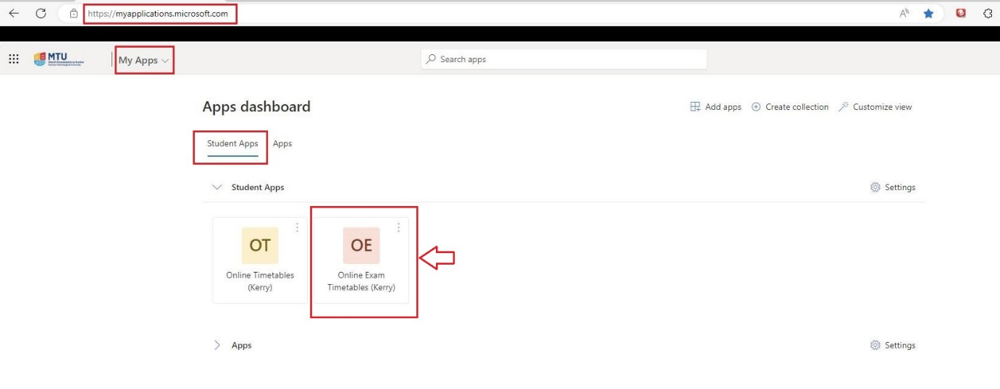 https://myapplications.microsoft.com
MTU
My Apps
Search apps
Apps dashboard
Add apps
Create collection
Customize view
Student Apps
Apps
Student Apps
Settings
OT
Online Timetables
(Kerry)
OE
Online Exam
Timetables (Kerry)
Apps
Settings